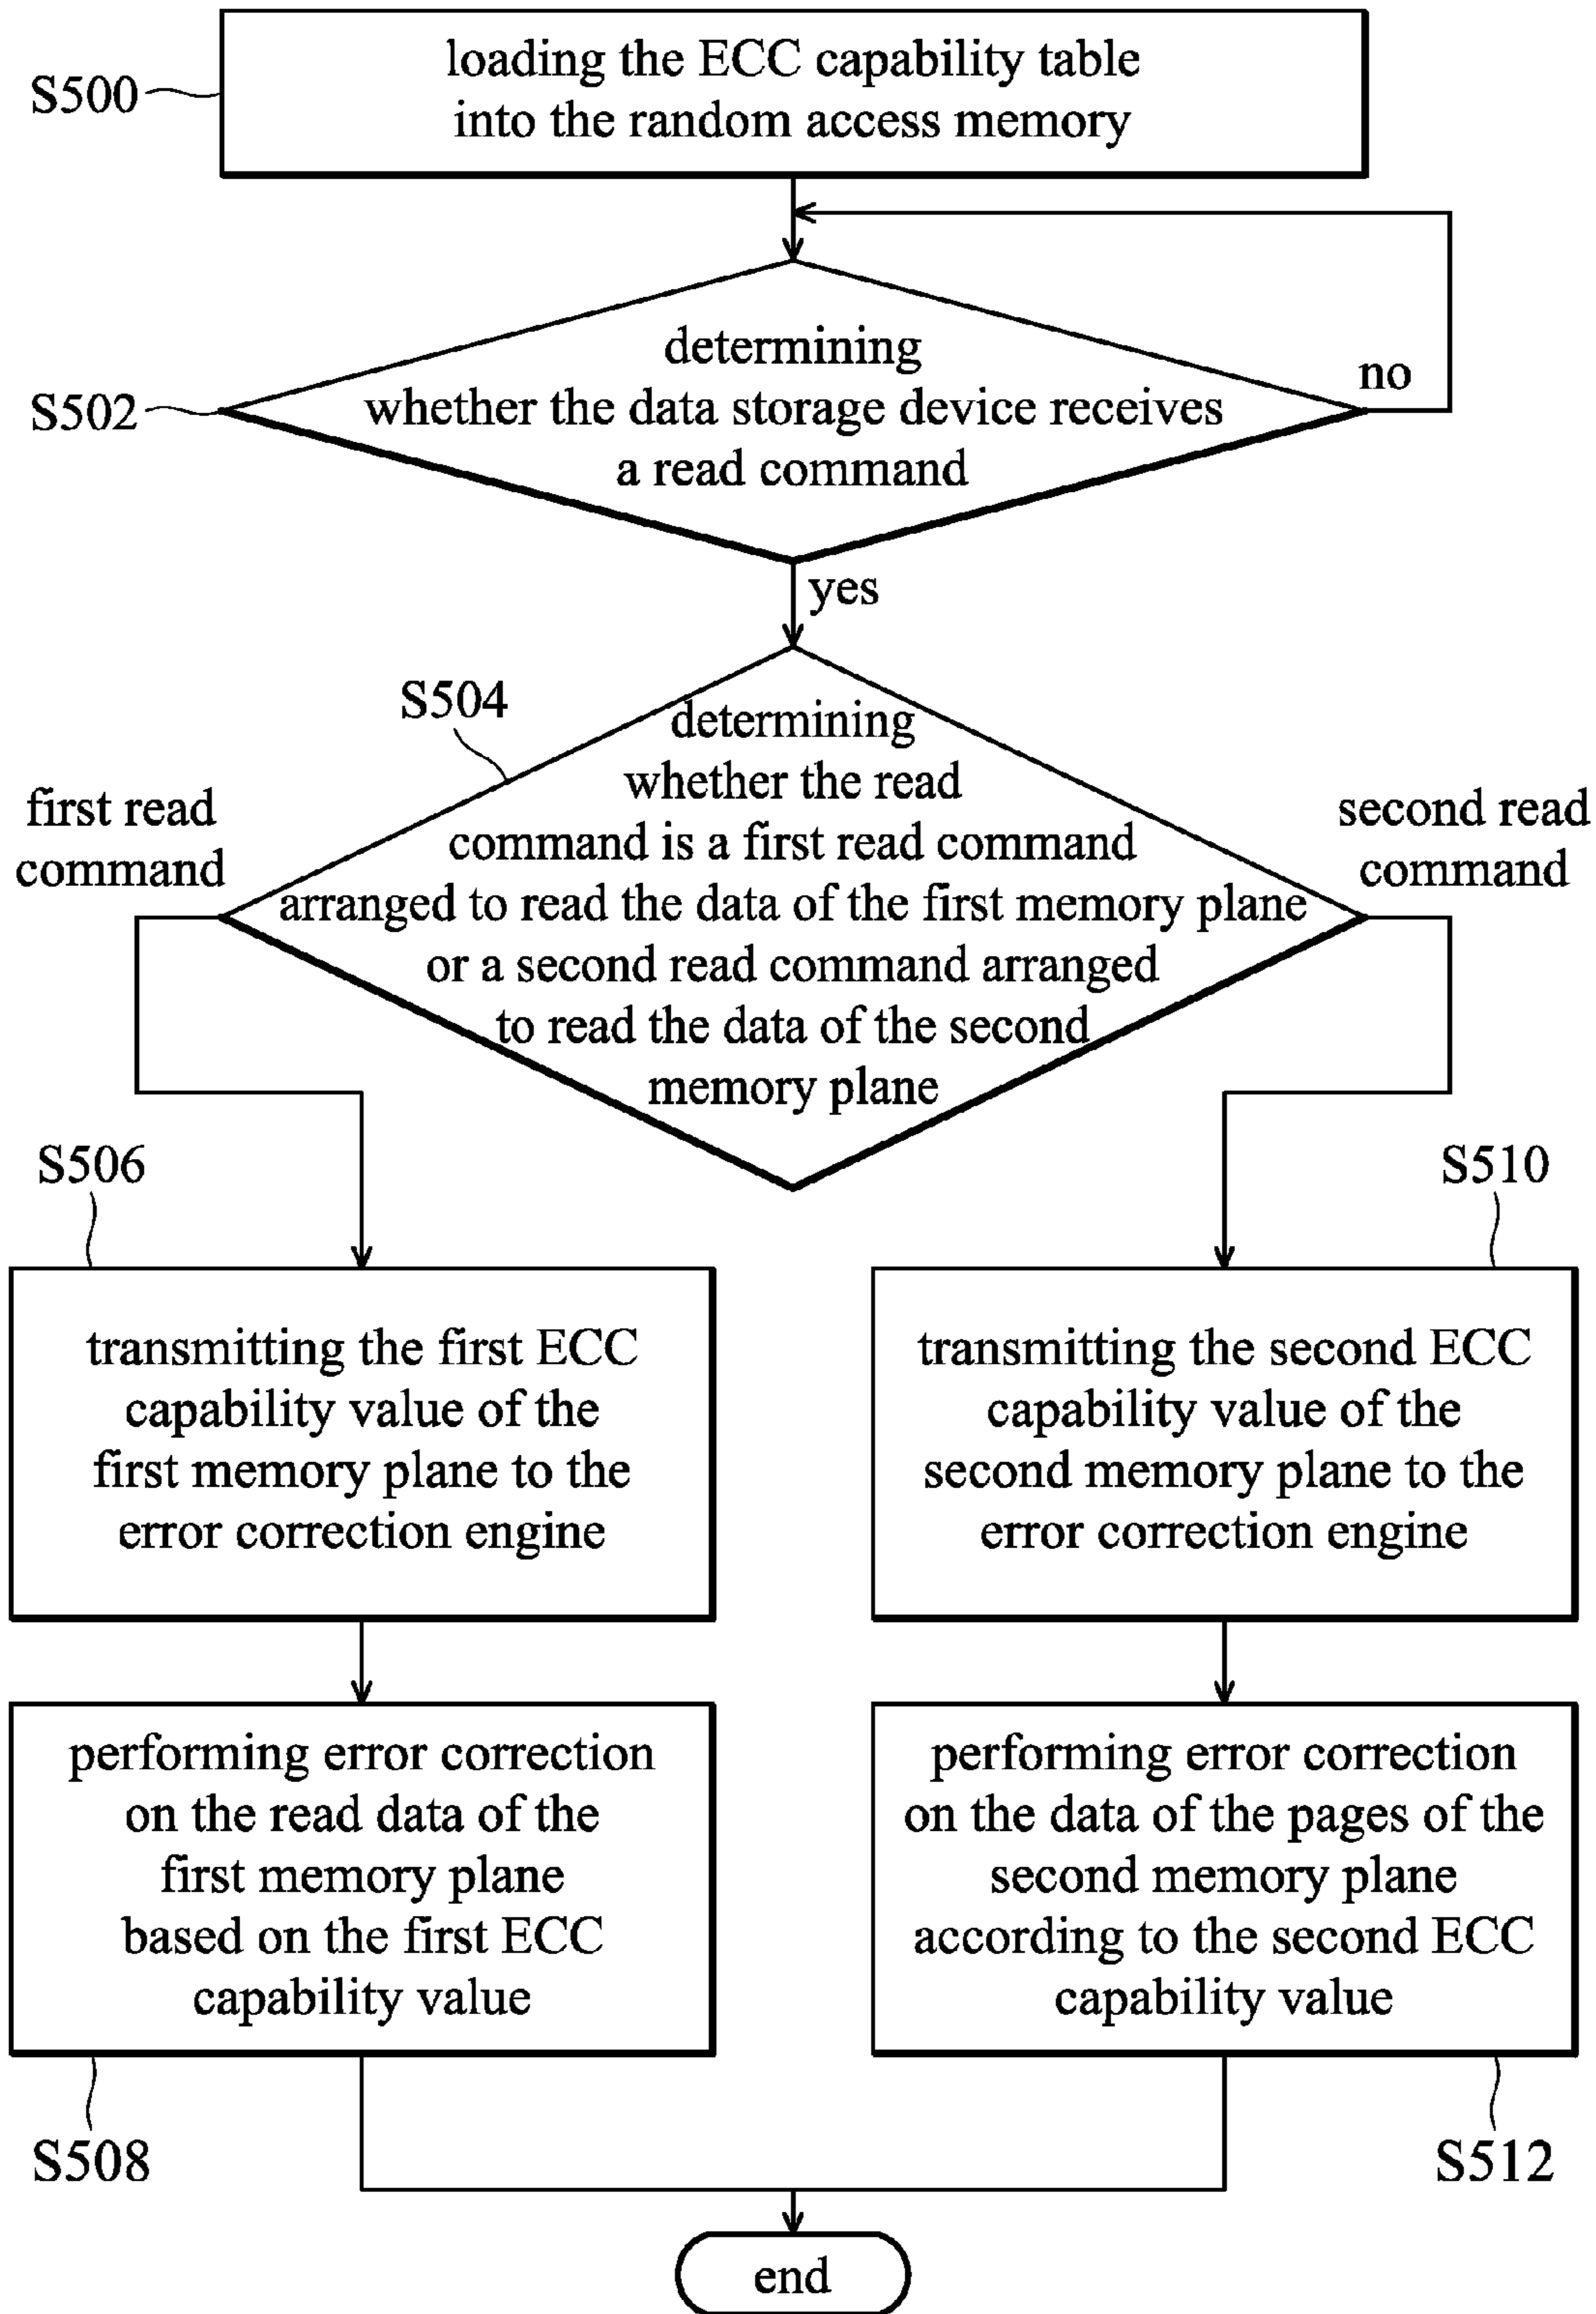 loading the ECC capability table
into the random access memory
S500
determining
whether the data storage device receives
a read command
S502
no
yes
S504
determining
whether the read
command is a first read command
arranged to read the data of the first memory plane
or a second read command arranged
to read the data of the second
memory plane
first read
command
second read
command
S506
transmitting the first ECC
capability value of the
first memory plane to the
error correction engine
S510
transmitting the second ECC
capability value of the
second memory plane to the
error correction engine
performing error correction
on the read data of the
first memory plane
based on the first ECC
capability value
S508
performing error correction
on the data of the pages of the
second memory plane
according to the second ECC
capability value
S512
end